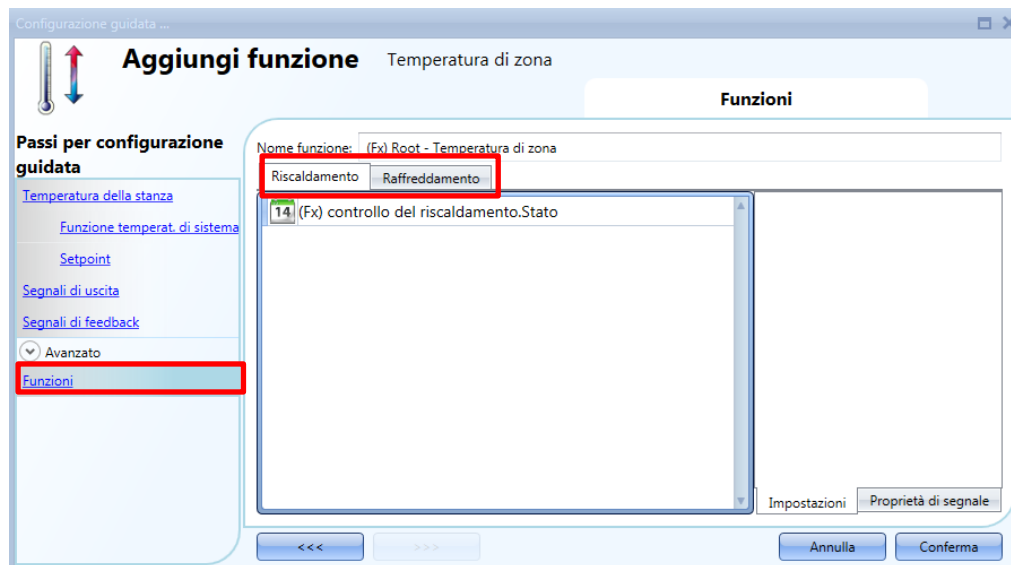 Configurazione guidata ...
Aggiungi funzione Temperatura di zona
Funzioni
Passi per configurazione
guidata
Temperatura della stanza
Funzione temperat. di sistema
Setpoint
Segnali di uscita
Segnali di feedback
Avanzato
Funzioni
Nome funzione: (Fx) Root - Temperatura di zona
Riscaldamento Raffreddamento
14 (Fx) controllo del riscaldamento.Stato
Impostazioni Proprietà di segnale
<<< >>> Annulla Conferma